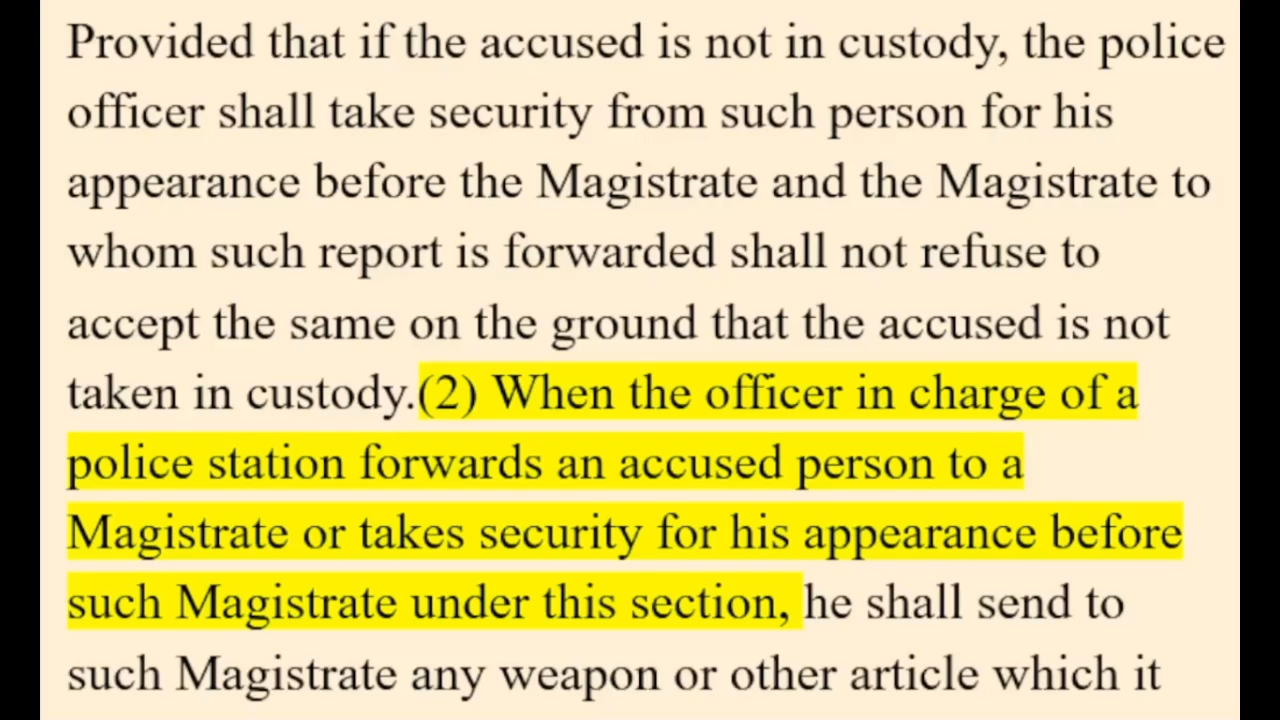 Provided that if the accused is not in custody, the police
officer shall take security from such person for his
appearance before the Magistrate and the Magistrate to
whom such report is forwarded shall not refuse to
accept the same on the ground that the accused is not
taken in custody.(2) When the officer in charge of a
police station forwards an accused person to a
Magistrate or takes security for his appearance before
such Magistrate under this section, he shall send to
such Magistrate any weapon or other article which it